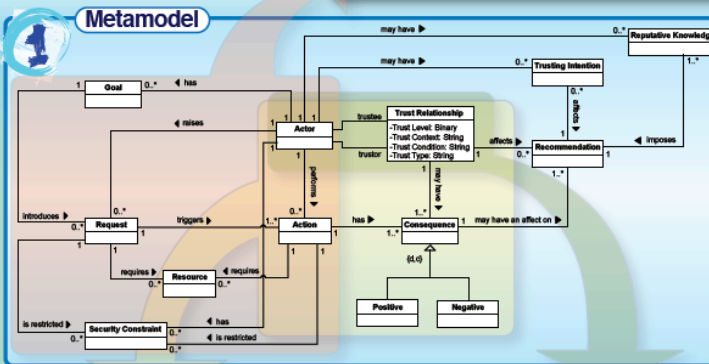 Metamodel
may have
0..*
Reputative Knowledg
1
Goal
0..*
has
may have
Trusting Intention
1..*
1
1
1
0..*
raises
1
Actor
trustee
Trust Relationship
-Trust Level: Binary
-Trust Context: String
-Trust Condition: String
-Trust Type: String
affects
1
1
trustor
1
affects
0..*
1
Recommendation
1
imposes
1
1
performs
1
may have
1..*
introduces
0..*
0..*
Request
1
triggers
1..*
0..*
Action
1
has
1..*
1..*
Consequence
1
may have an affect on
1
1
requires
0..*
Resource
0..*
requires
1
1
{d,c}
Positive
Negative
is restricted
0..*
Security Constraint
0..*
has
0..*
is restricted